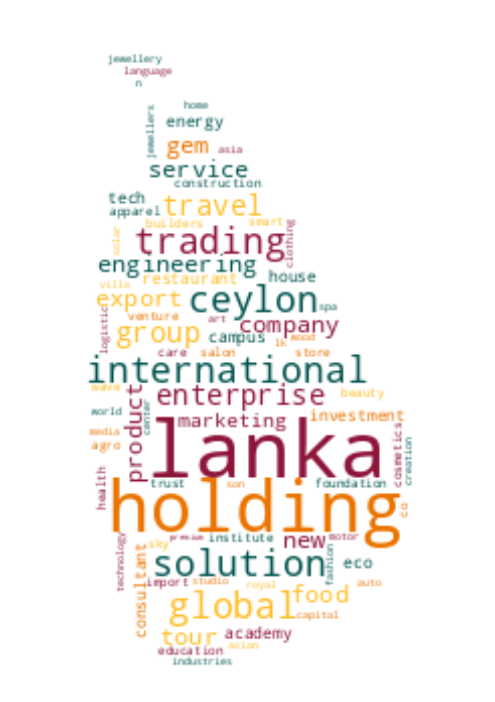 jewellery
language
n
home
jewellers
energy
gem
asia
service
construction
tech
travel
apparel
builders
smart
solar
trading
clothing
engineering
house
restaurant
villa
export
ceylon
spa
logistic
venture
art
company
group
campus
lk
wood
care
salon
store
international
wave
enterprise
beauty
product
world
center
marketing
investment
media
lanka
agro
cosmetics
creation
health
trust
son
foundation
holding
co
premium
institute
new
motor
technology
sky
solution
fashion
eco
consultant
import
studio
royal
auto
global
food
capital
tour
academy
asian
education
industries